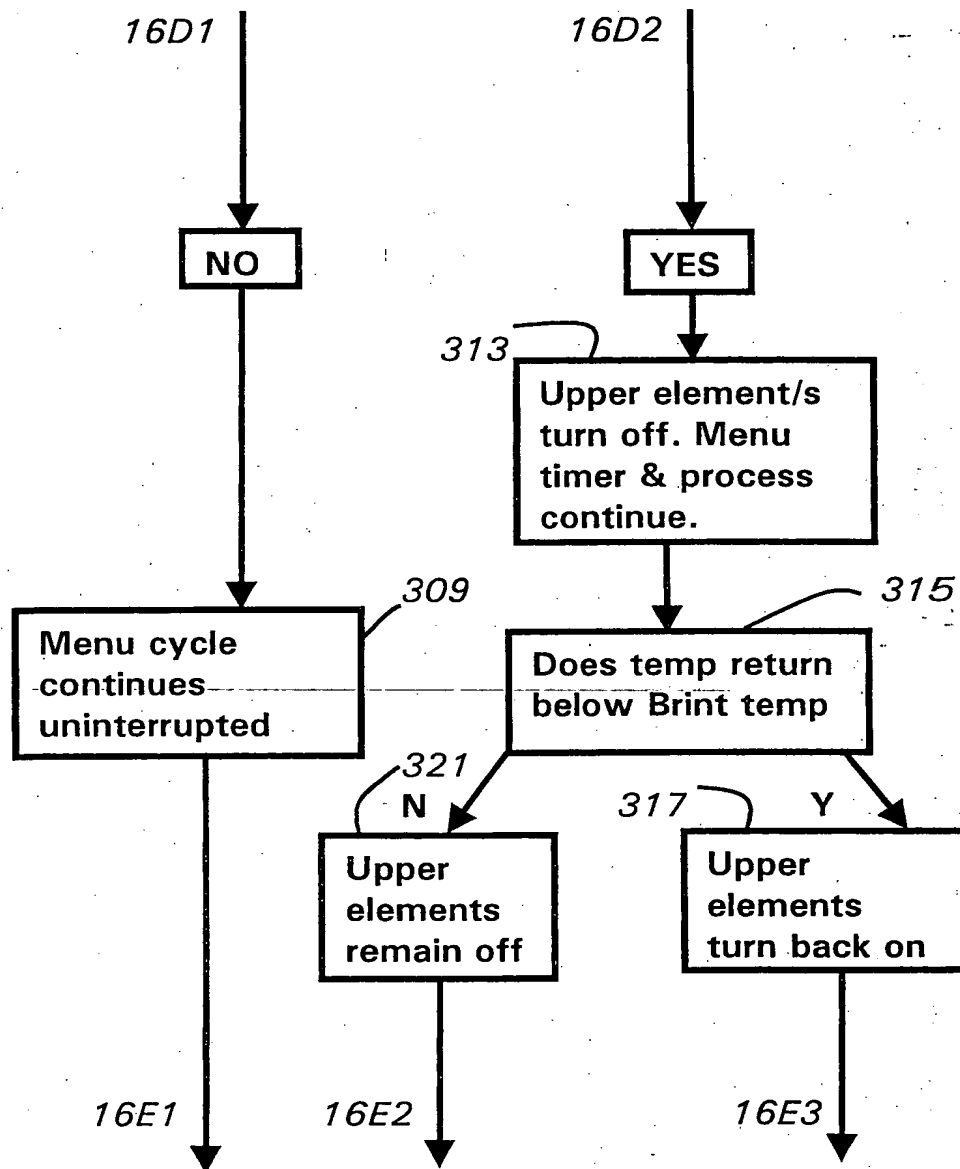 16D1
16D2
NO
YES
313
Upper element/s
turn off. Menu
timer & process
continue.
309
315
Menu cycle
continues
uninterrupted
Does temp return
below Brint temp
321
N
317
Y
Upper
elements
remain off
Upper
elements
turn back on
16E1
16E2
16E3